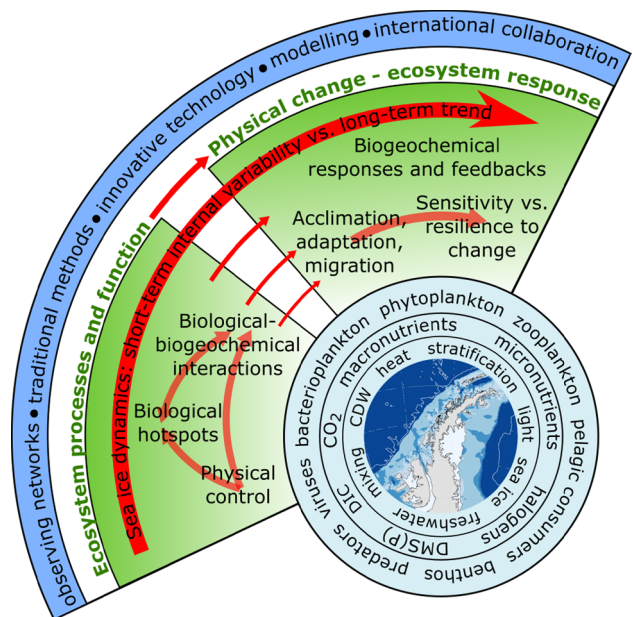 observing networks • traditional methods • innovative technology • modelling • international collaboration
Ecosystem processes and function
Physical change - ecosystem response
Sea ice dynamics: short-term internal variability vs. long-term trend
Biogeochemical
responses and feedbacks
Sensitivity vs.
resilience to
change
Acclimation,
adaptation,
migration
Biological-
biogeochemical
interactions
Biological
hotspots
Physical
control
viruses bacterioplankton phytoplankton zooplankton pelagic consumers benthos predators
DIC CO2 macronutrients micronutrients halogens DMS(P)
mixing CDW heat stratification light sea ice freshwater